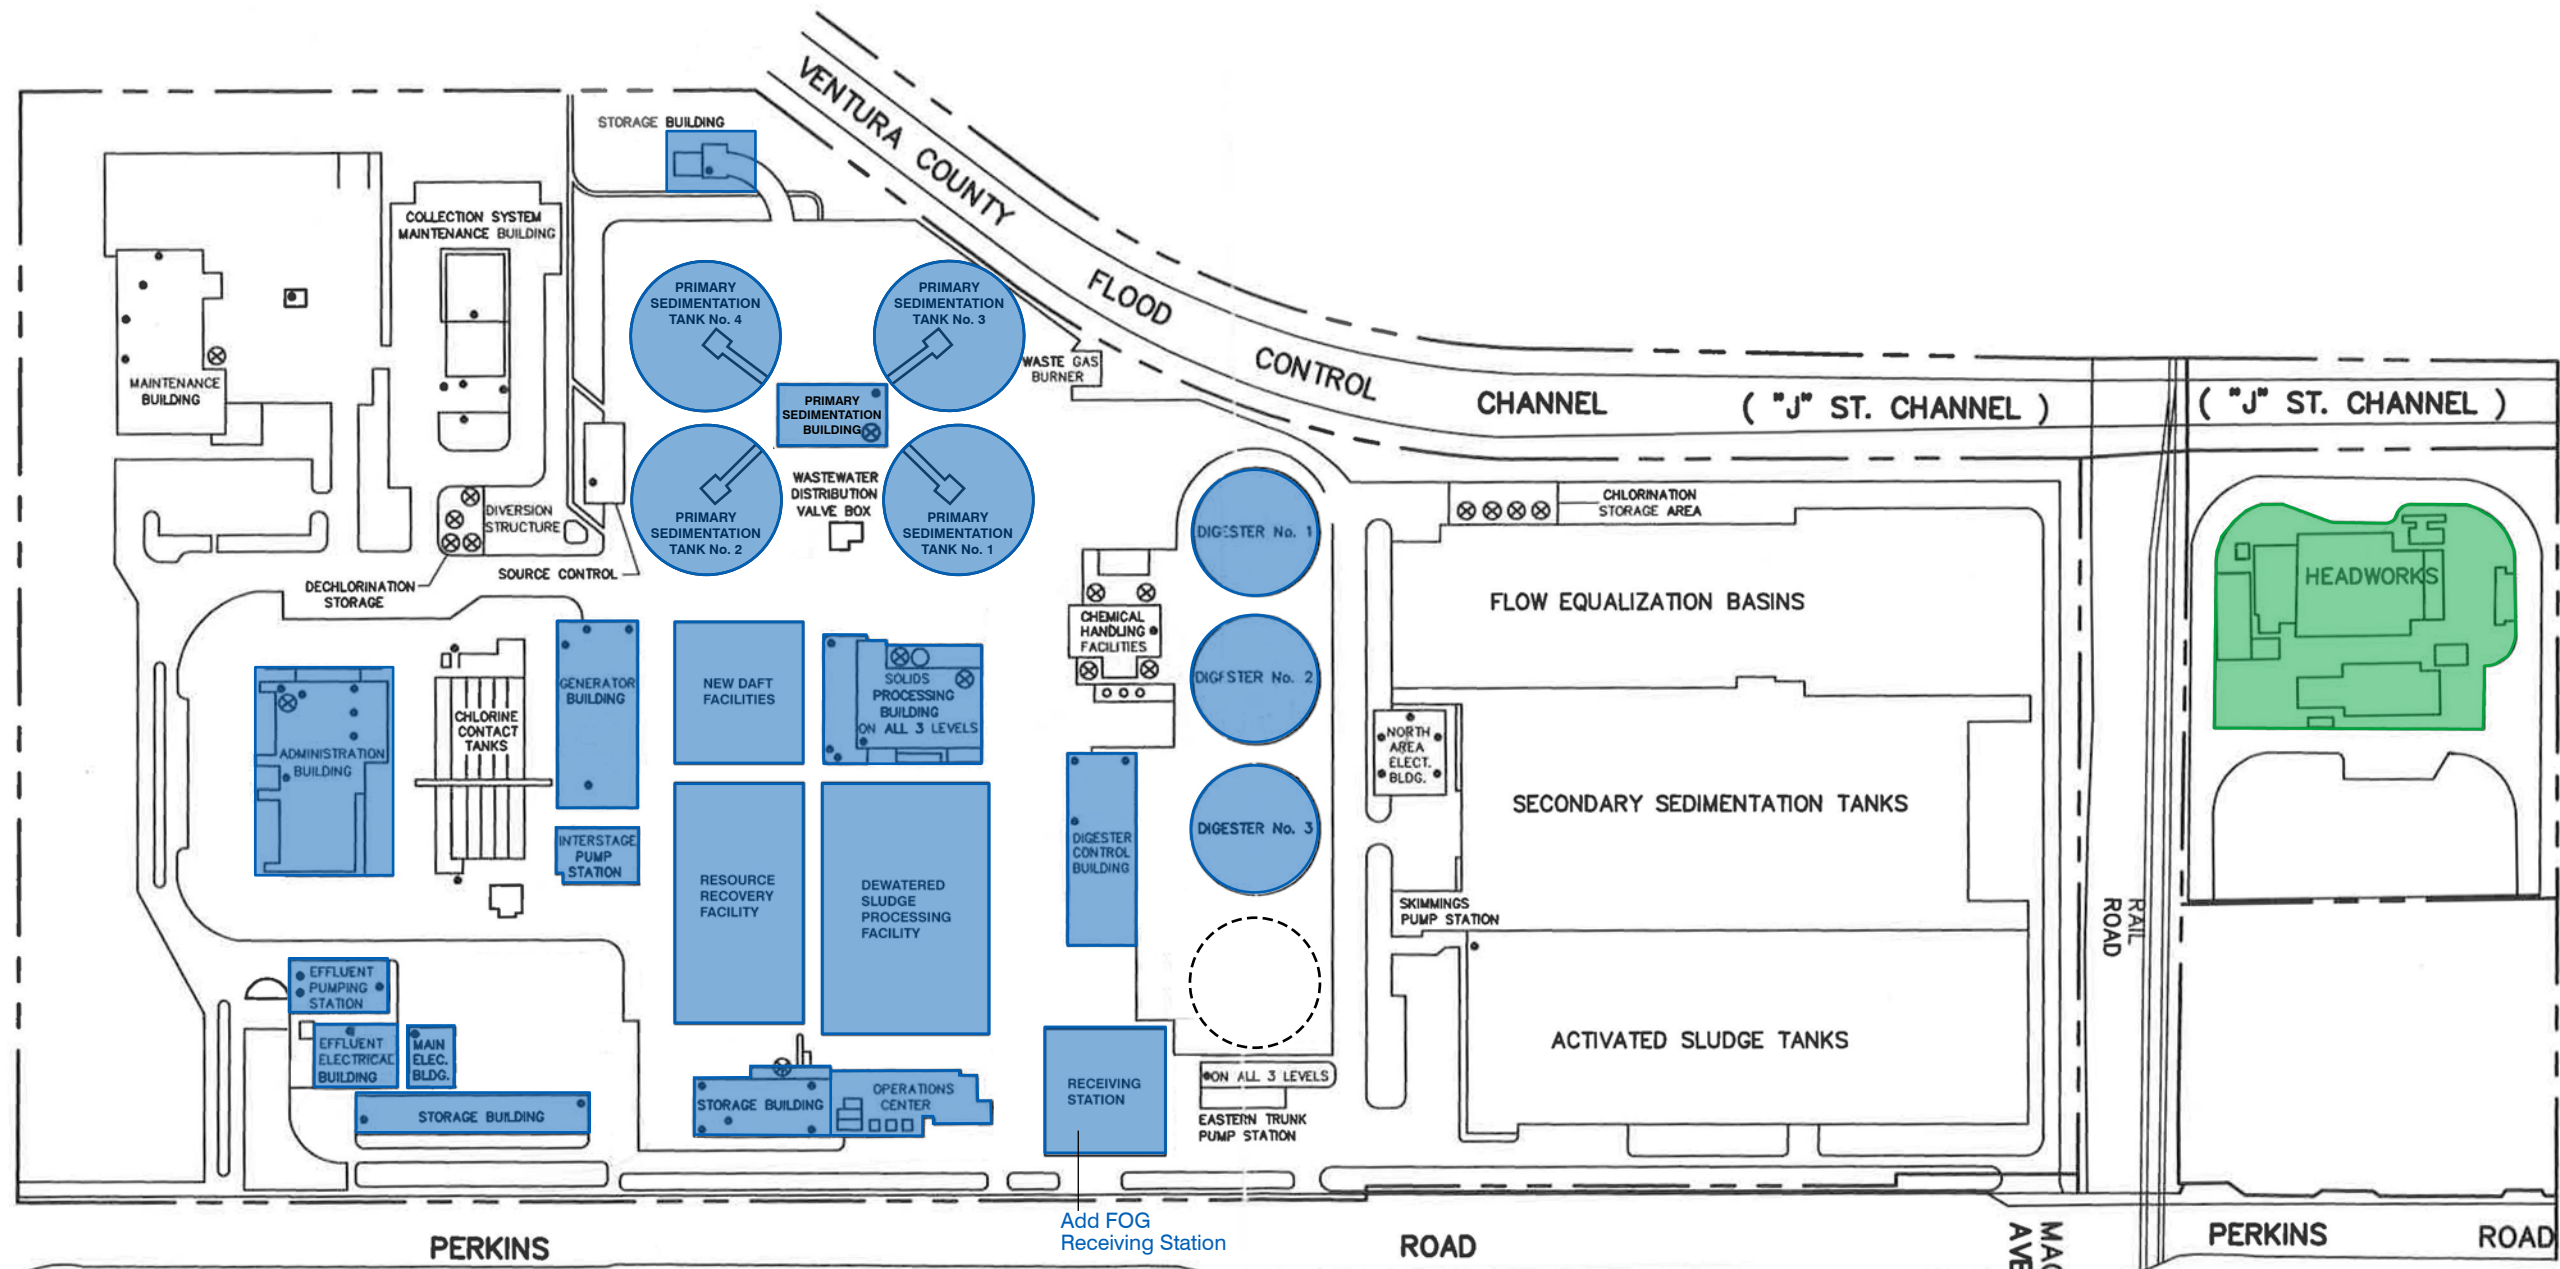 VENTURA COUNTY
FLOOD
CONTROL
CHANNEL
( "J" ST. CHANNEL )
( "J" ST. CHANNEL )
STORAGE BUILDING
COLLECTION SYSTEM
MAINTENANCE BUILDING
MAINTENANCE
BUILDING
PRIMARY
SEDIMENTATION
TANK No. 4
PRIMARY
SEDIMENTATION
TANK No. 3
WASTE GAS
BURNER
PRIMARY
SEDIMENTATION
BUILDING
PRIMARY
SEDIMENTATION
TANK No. 2
WASTEWATER
DISTRIBUTION
VALVE BOX
PRIMARY
SEDIMENTATION
TANK No. 1
DIVERSION
STRUCTURE
SOURCE CONTROL
DECHLORINATION
STORAGE
CHLORINATION
STORAGE AREA
DIGESTER No. 1
DIGESTER No. 2
DIGESTER No. 3
FLOW EQUALIZATION BASINS
HEADWORKS
CHEMICAL
HANDLING
FACILITIES
GENERATOR
BUILDING
NEW DAFT
FACILITIES
SOLIDS
PROCESSING
BUILDING
ON ALL 3 LEVELS
ADMINISTRATION
BUILDING
CHLORINE
CONTACT
TANKS
NORTH
AREA
ELECT.
BLDG.
SECONDARY SEDIMENTATION TANKS
INTERSTAGE
PUMP
STATION
RESOURCE
RECOVERY
FACILITY
DEWATERED
SLUDGE
PROCESSING
FACILITY
DIGESTER
CONTROL
BUILDING
SKIMMINGS
PUMP STATION
RAIL
ROAD
EFFLUENT
PUMPING
STATION
EFFLUENT
ELECTRICAL
BUILDING
MAIN
ELEC.
BLDG.
ACTIVATED SLUDGE TANKS
STORAGE BUILDING
STORAGE BUILDING
OPERATIONS
CENTER
RECEIVING
STATION
ON ALL 3 LEVELS
EASTERN TRUNK
PUMP STATION
Add FOG
Receiving Station
PERKINS
ROAD
PERKINS
ROAD